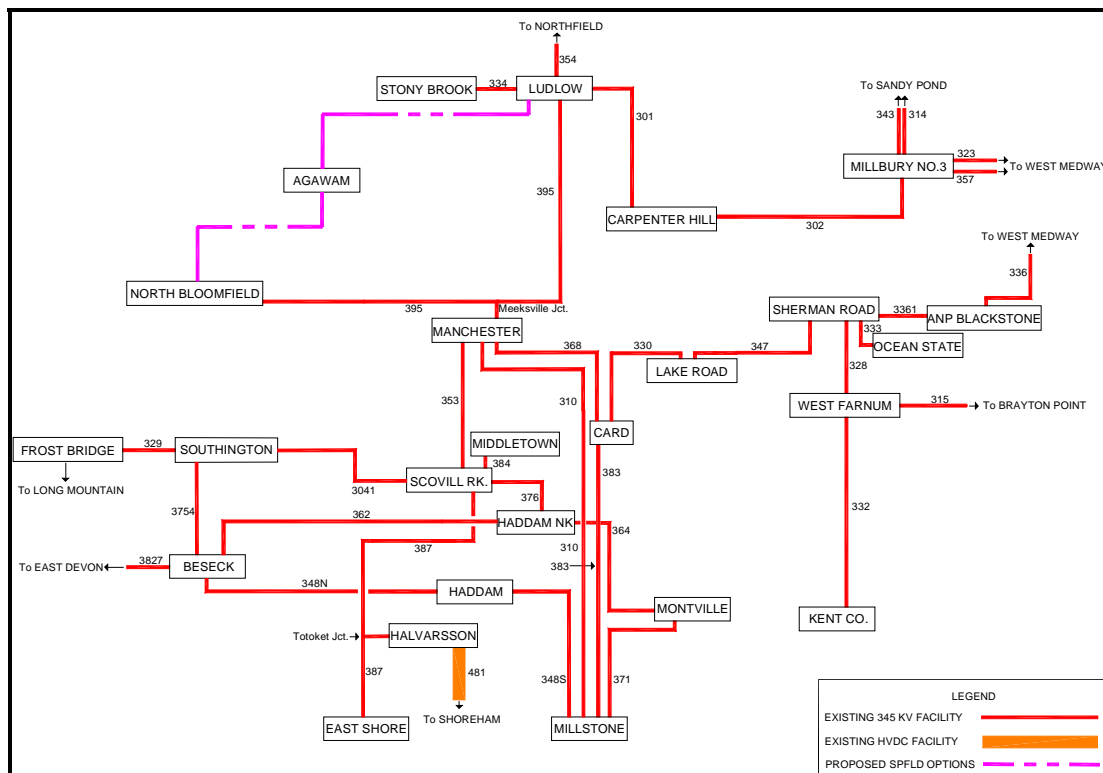 To NORTHFIELD
354
STONY BROOK
334
LUDLOW
To SANDY POND
343
314
301
MILLBURY NO.3
323
To WEST MEDWAY
357
AGAWAM
395
CARPENTER HILL
302
To WEST MEDWAY
336
NORTH BLOOMFIELD
395
Meeksville Jct.
SHERMAN ROAD
3361
ANP BLACKSTONE
MANCHESTER
333
OCEAN STATE
368
330
347
LAKE ROAD
328
353
310
WEST FARNUM
315
To BRAYTON POINT
CARD
MIDDLETOWN
384
FROST BRIDGE
329
SOUTHINGTON
383
SCOVILL RK.
To LONG MOUNTAIN
3041
376
3754
362
HADDAM NK
364
332
387
310
To EAST DEVON
3827
BESECK
383
348N
HADDAM
MONTVILLE
KENT CO.
Totoket Jct.
HALVARSSON
387
481
348S
371
To SHOREHAM
EAST SHORE
MILLSTONE
LEGEND
EXISTING 345 KV FACILITY
EXISTING HVDC FACILITY
PROPOSED SPFLD OPTIONS